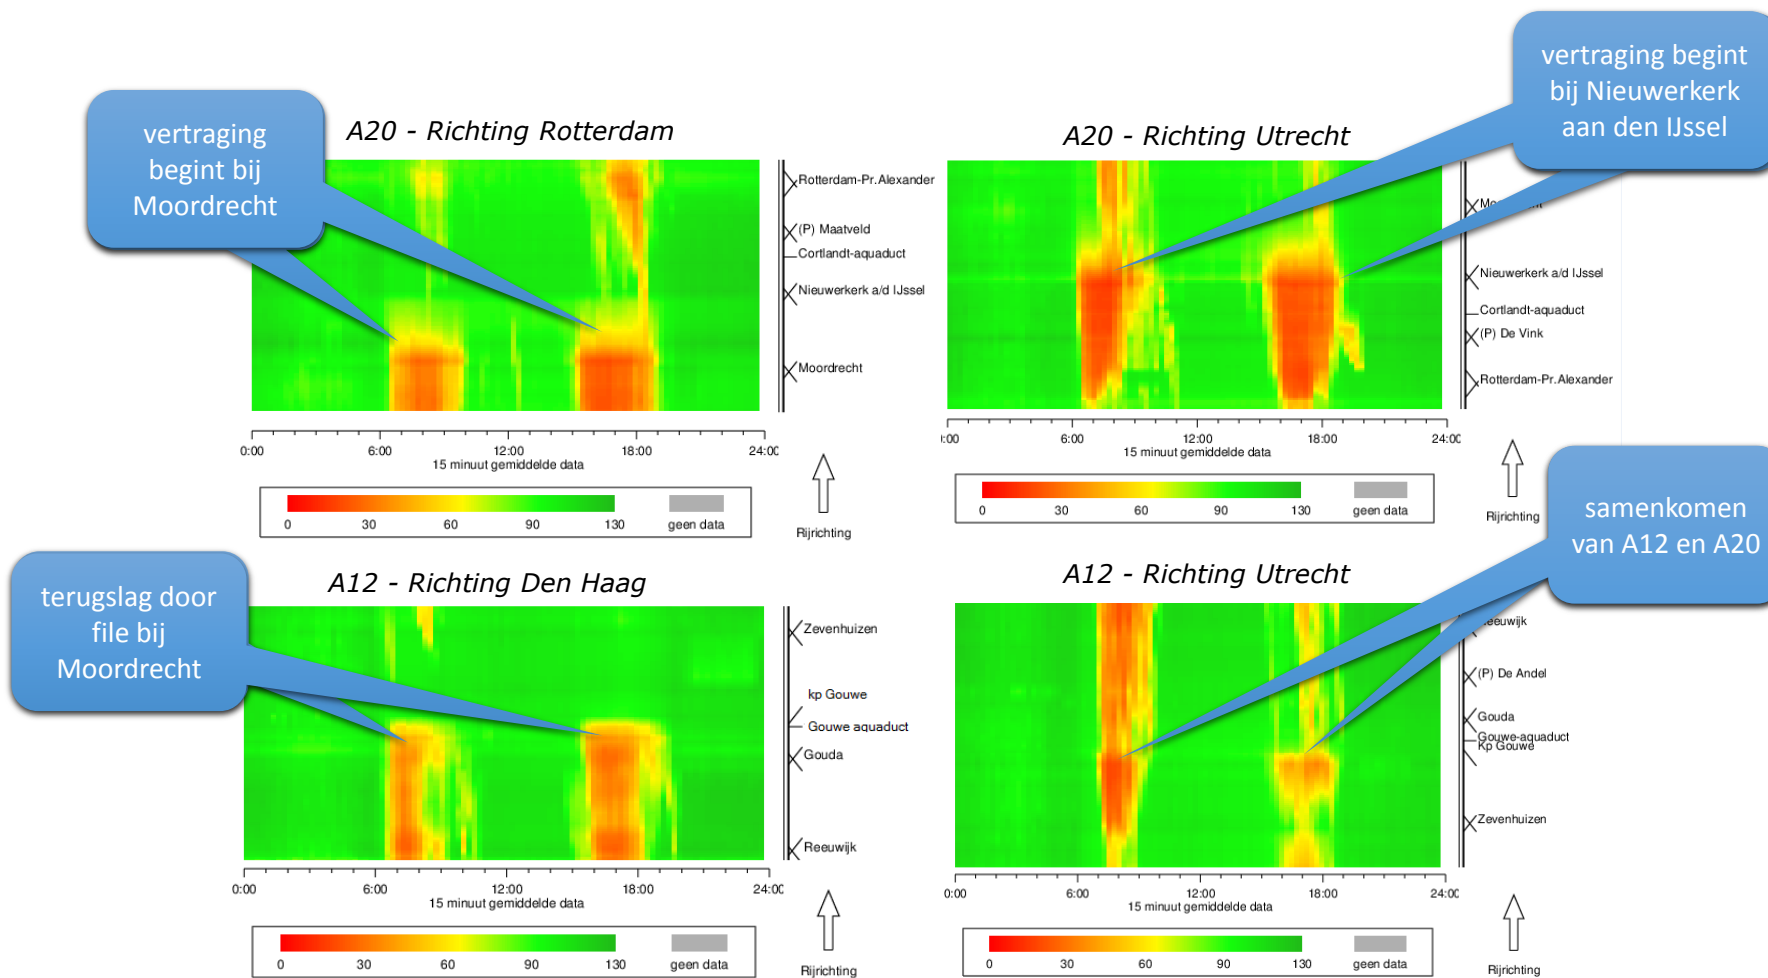 vertraging
begint bij
Moordrecht
A20 - Richting Rotterdam
Rotterdam-Pr.Alexander
(P) Maatveld
Cortlandt-aquaduct
Nieuwerkerk a/d IJssel
Moordrecht
0:00 6:00 12:00 18:00 24:00
15 minuut gemiddelde data
0 30 60 90 130 geen data
Rijrichting
vertraging begint
bij Nieuwerkerk
aan den IJssel
A20 - Richting Utrecht
Nieuwerkerk a/d IJssel
Cortlandt-aquaduct
(P) De Vink
Rotterdam-Pr.Alexander
0:00 6:00 12:00 18:00 24:00
15 minuut gemiddelde data
0 30 60 90 130 geen data
Rijrichting
terugslag door
file bij
Moordrecht
A12 - Richting Den Haag
Zevenhuizen
kp Gouwe
Gouwe aquaduct
Gouda
Reeuwijk
0:00 6:00 12:00 18:00 24:00
15 minuut gemiddelde data
0 30 60 90 130 geen data
Rijrichting
samenkomen
van A12 en A20
A12 - Richting Utrecht
Reeuwijk
(P) De Andel
Gouda
Gouwe-aquaduct
Kp Gouwe
Zevenhuizen
0:00 6:00 12:00 18:00 24:00
15 minuut gemiddelde data
0 30 60 90 130 geen data
Rijrichting